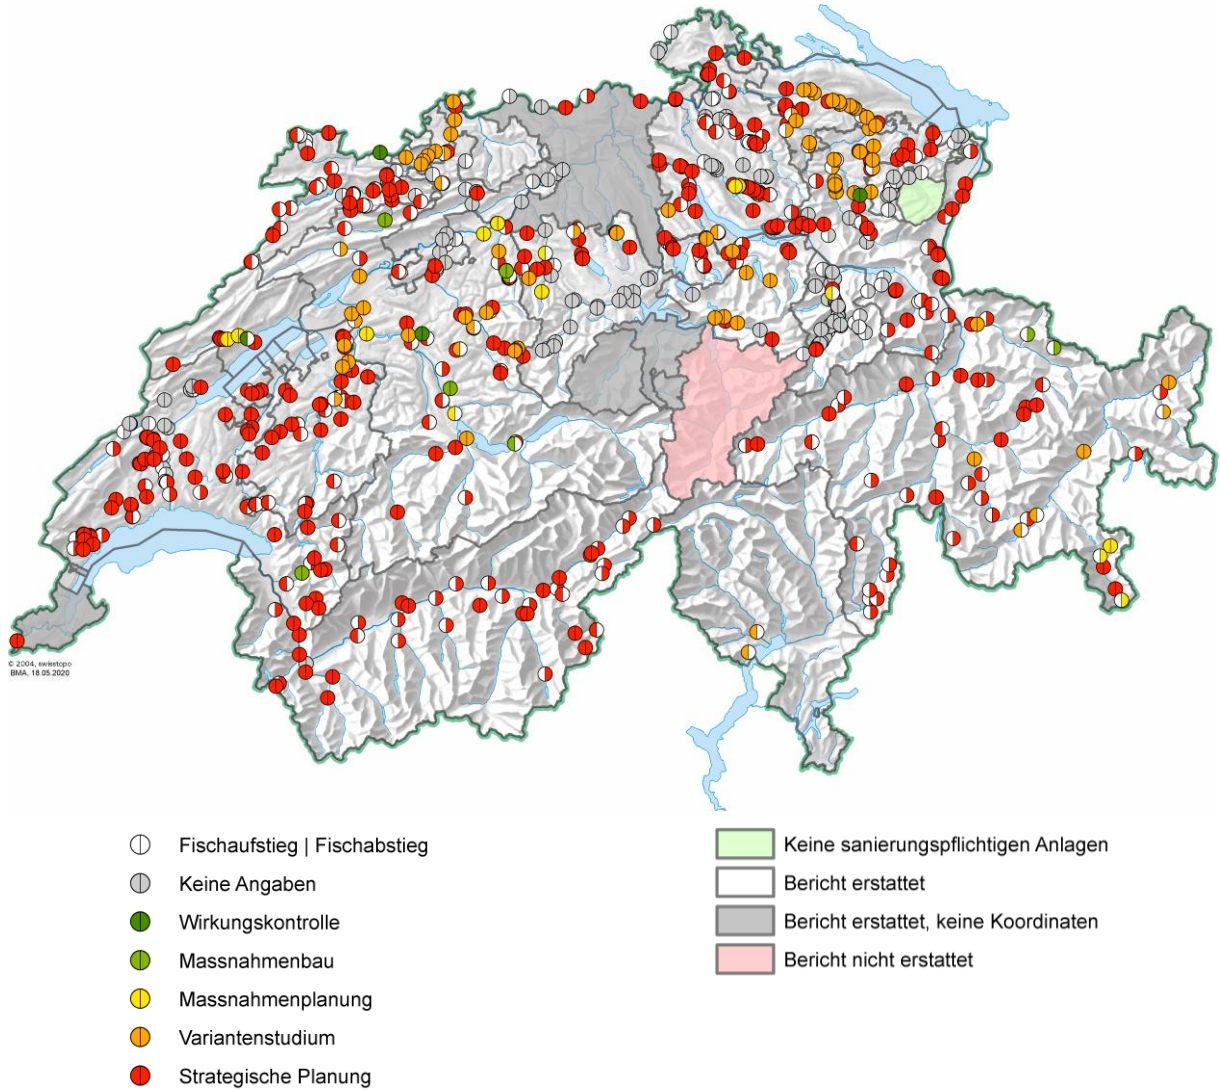 © 2004, swisstopo
BMA, 18.05.2020
Fischaufstieg | Fischabstieg
Keine Angaben
Wirkungskontrolle
Massnahmenbau
Massnahmenplanung
Variantenstudium
Strategische Planung
Keine sanierungspflichtigen Anlagen
Bericht erstattet
Bericht erstattet, keine Koordinaten
Bericht nicht erstattet